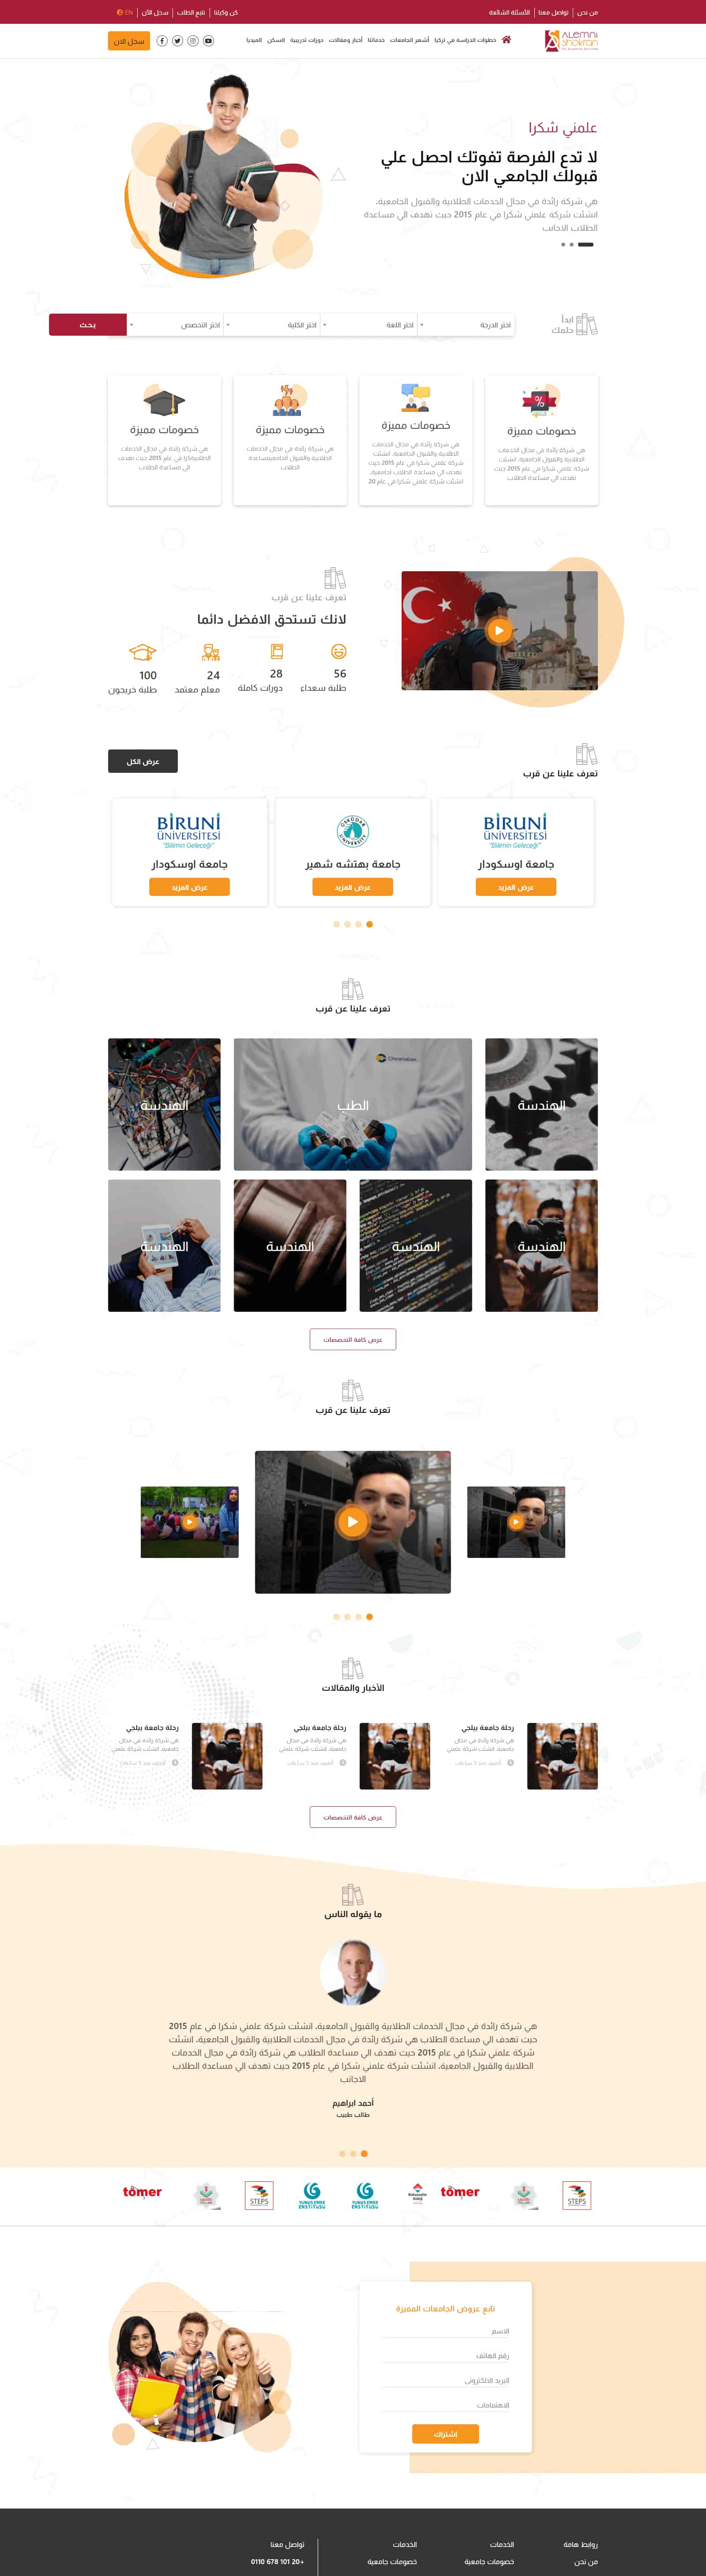 من نحن
تواصل معنا
الأسئلة الشائعة
كن وكيلنا
تتبع الطلب
سجل الآن
EN
ALEMNI
shokran
خطوات الدراسة في تركيا
أشهر الجامعات
خدماتنا
أخبار ومقالات
دورات تدريبية
السكن
الميديا
سجل الان
علمني شكرا
لا تدع الفرصة تفوتك احصل علي
قبولك الجامعي الان
هي شركة رائدة في مجال الخدمات الطلابية والقبول الجامعية،
انشئت شركة علمني شكرا في عام 2015 حيث تهدف الي مساعدة
الطلاب الاجانب
ابدأ
حلمك
اختر الدرجة
اختر اللغة
اختر الكلية
اختر التخصص
بحث
خصومات مميزة
هي شركة رائدة في مجال الخدمات
الطلابية والقبول الجامعية، انشئت
شركة علمني شكرا في عام 2015 حيث
تهدف الي مساعدة الطلاب
خصومات مميزة
هي شركة رائدة في مجال الخدمات
الطلابية والقبول الجامعية، انشئت
شركة علمني شكرا في عام 2015 حيث
تهدف الي مساعدة الطلاب لجامعية،
انشئت شركة علمني شكرا في عام 20
خصومات مميزة
هي شركة رائدة في مجال الخدمات
الطلابية والقبول الجامعيمساعدة
الطلاب
خصومات مميزة
هي شركة رائدة في مجال الخدمات
الطلابيةاكرا في عام 2015 حيث تهدف
الي مساعدة الطلاب
تعرف علينا عن قرب
لانك تستحق الافضل دائما
56
طلبة سعداء
28
دورات كاملة
24
معلم معتمد
100
طلبة خريجون
تعرف علينا عن قرب
عرض الكل
BİRUNİ
ÜNİVERSİTESİ
"Bilimin Geleceği"
جامعة اوسكودار
عرض المزيد
ÜSKÜDAR
UNIVERSITY
جامعة بهتشه شهير
عرض المزيد
BİRUNİ
ÜNİVERSİTESİ
"Bilimin Geleceği"
جامعة اوسكودار
عرض المزيد
تعرف علينا عن قرب
الهندسة
الطب
الهندسة
الهندسة
الهندسة
الهندسة
الهندسة
عرض كافة التخصصات
تعرف علينا عن قرب
الأخبار والمقالات
رحلة جامعة بيلجي
هي شركة رائدة في مجال
جامعية، انشئت شركة علمني
أضيف منذ 5 ساعات
رحلة جامعة بيلجي
هي شركة رائدة في مجال
جامعية، انشئت شركة علمني
أضيف منذ 5 ساعات
رحلة جامعة بيلجي
هي شركة رائدة في مجال
جامعية، انشئت شركة علمني
أضيف منذ 5 ساعات
عرض كافة التخصصات
ما يقوله الناس
هي شركة رائدة في مجال الخدمات الطلابية والقبول الجامعية، انشئت شركة علمني شكرا في عام 2015
حيث تهدف الي مساعدة الطلاب هي شركة رائدة في مجال الخدمات الطلابية والقبول الجامعية، انشئت
شركة علمني شكرا في عام 2015 حيث تهدف الي مساعدة الطلاب هي شركة رائدة في مجال الخدمات
الطلابية والقبول الجامعية، انشئت شركة علمني شكرا في عام 2015 حيث تهدف الي مساعدة الطلاب
الاجانب
أحمد ابراهيم
طالب طبيب
STEPS
tömer
YUNUS EMRE
ENSTİTÜSÜ
YUNUS EMRE
ENSTİTÜSÜ
STEPS
tömer
تابع عروض الجامعات المميزة
الاسم
رقم الهاتف
البريد الالكتروني
الاهتمامات
اشتراك
روابط هامة
من نحن
الخدمات
خصومات جامعية
الخدمات
خصومات جامعية
تواصل معنا
+20 101 678 0110